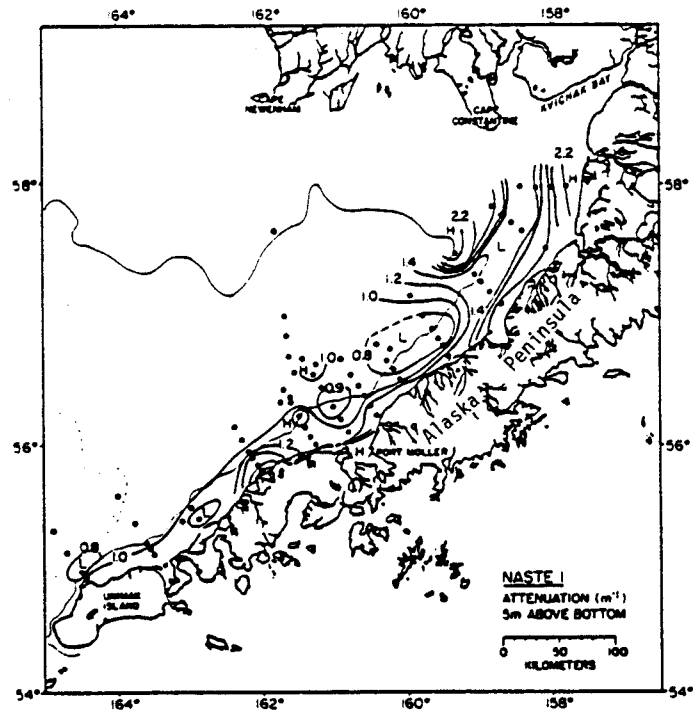 164° 162° 160° 158°
CAPE
NEWENHAM
CAPE
CONSTANTINE
KVICHAK BAY
2.2
58° 58°
H
2.2
H
L
1.4
1.2
1.0
1.4
L
0.8
1.0
H
0.9
H
1.2
H
PORT MOLLER
Alaska Peninsula
56° 56°
0.8
L
1.0
UNIMAK
ISLAND
NASTE I
ATTENUATION (m⁻¹)
5m ABOVE BOTTOM
0 50 100
KILOMETERS
54° 54°
164° 162° 160° 158°